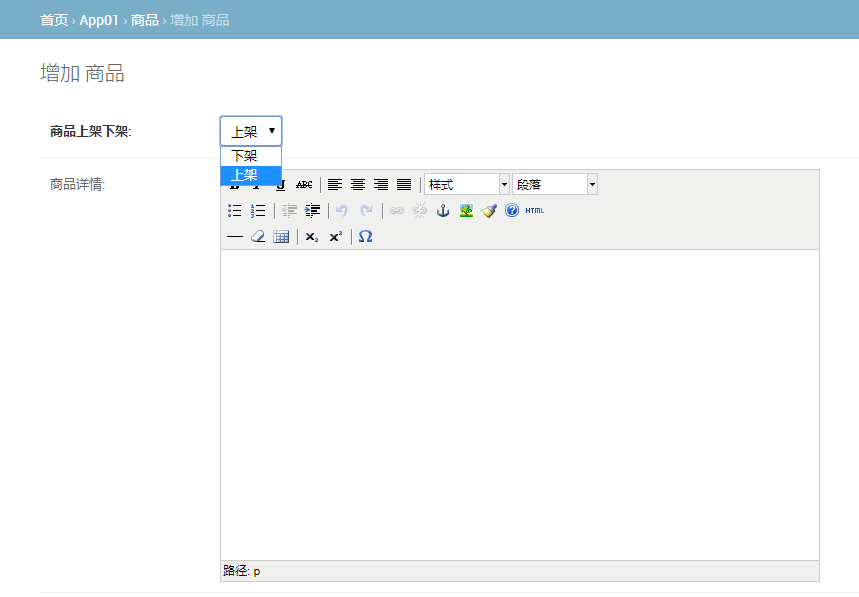 首页 › App01 › 商品 › 增加 商品
增加 商品
商品上架下架:
上架
下架
上架
商品详情:
ABC
样式
段落
HTML
路径: p